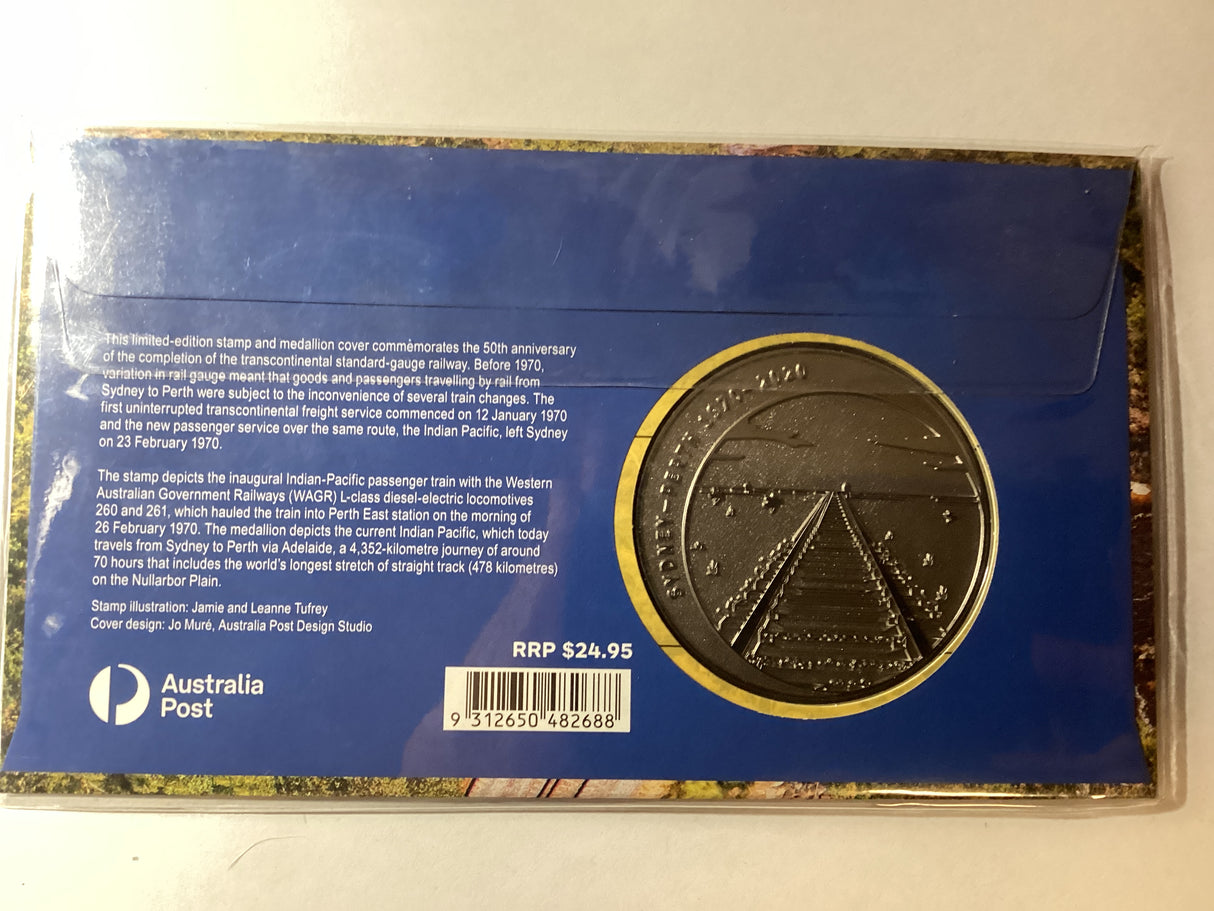 This limited-edition stamp and medallion cover commemorates the 50th anniversary
of the completion of the transcontinental standard-gauge railway. Before 1970,
variation in rail gauge meant that goods and passengers travelling by rail from
Sydney to Perth were subject to the inconvenience of several train changes. The
first uninterrupted transcontinental freight service commenced on 12 January 1970
and the new passenger service over the same route, the Indian Pacific, left Sydney
on 23 February 1970.
The stamp depicts the inaugural Indian-Pacific passenger train with the Western
Australian Government Railways (WAGR) L-class diesel-electric locomotives
260 and 261, which hauled the train into Perth East station on the morning of
26 February 1970. The medallion depicts the current Indian Pacific, which today
travels from Sydney to Perth via Adelaide, a 4,352-kilometre journey of around
70 hours that includes the world's longest stretch of straight track (478 kilometres)
on the Nullarbor Plain.
Stamp illustration: Jamie and Leanne Tufrey
Cover design: Jo Muré, Australia Post Design Studio
Australia
Post
RRP $24.95
9 312650 482688
SYDNEY–PERTH 1970–2020